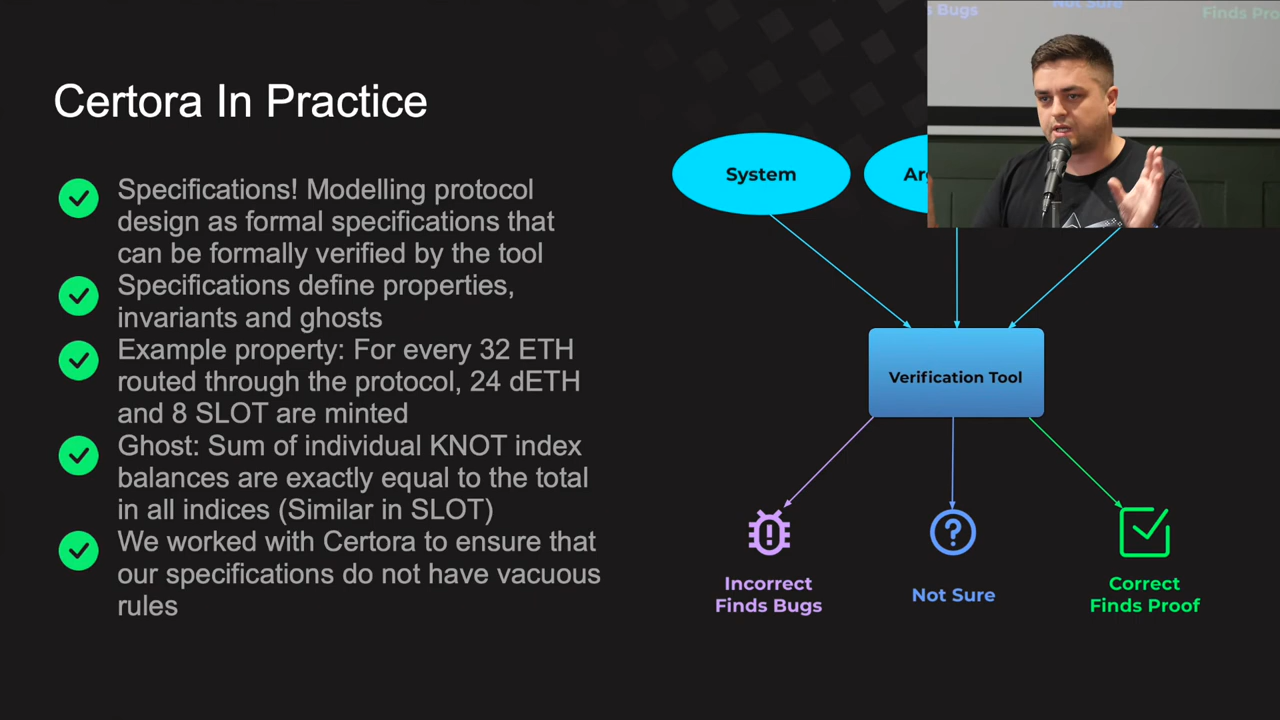 Certora In Practice
Specifications! Modelling protocol
design as formal specifications that
can be formally verified by the tool
Specifications define properties,
invariants and ghosts
Example property: For every 32 ETH
routed through the protocol, 24 dETH
and 8 SLOT are minted
Ghost: Sum of individual KNOT index
balances are exactly equal to the total
in all indices (Similar in SLOT)
We worked with Certora to ensure that
our specifications do not have vacuous
rules
System
Verification Tool
Incorrect
Finds Bugs
Not Sure
Correct
Finds Proof
Bugs
Not Sure
Finds